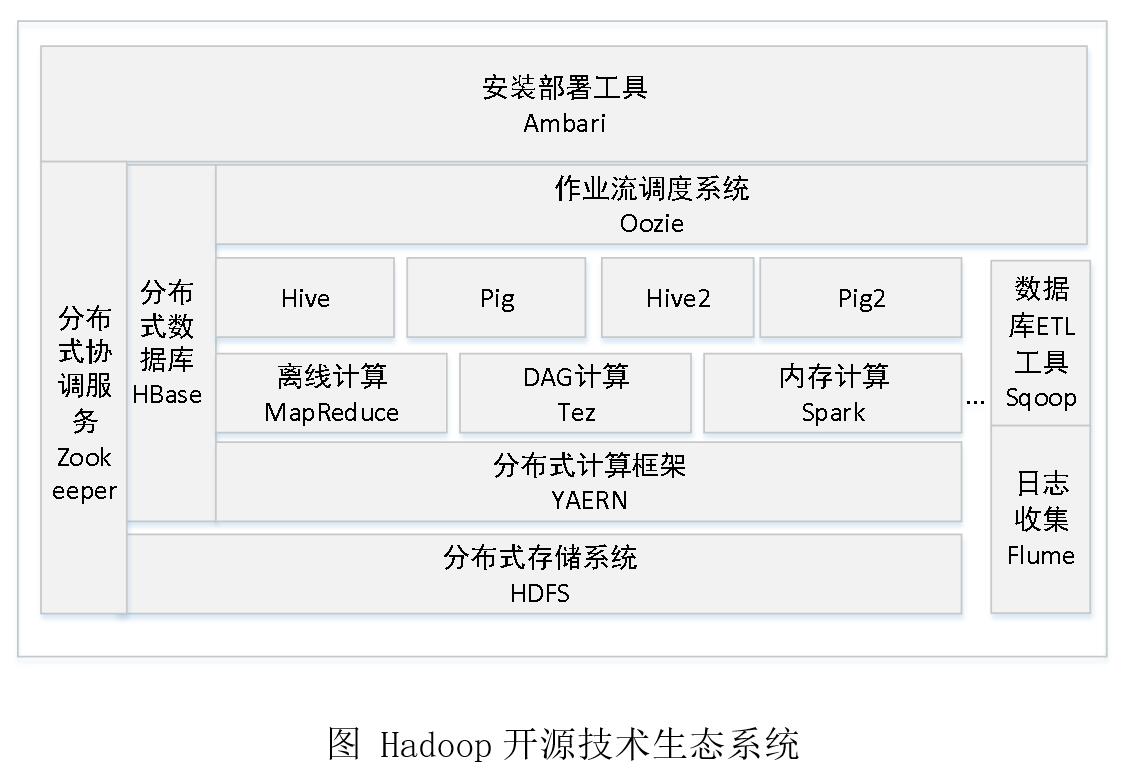 安装部署工具
Ambari
作业流调度系统
Oozie
分布
式协
调服
务
Zook
eeper
分布
式数
据库
HBase
Hive
Pig
Hive2
Pig2
离线计算
MapReduce
DAG计算
Tez
内存计算
Spark
...
分布式计算框架
YAERN
分布式存储系统
HDFS
数据
库ETL
工具
Sqoop
日志
收集
Flume
图 Hadoop 开源技术生态系统